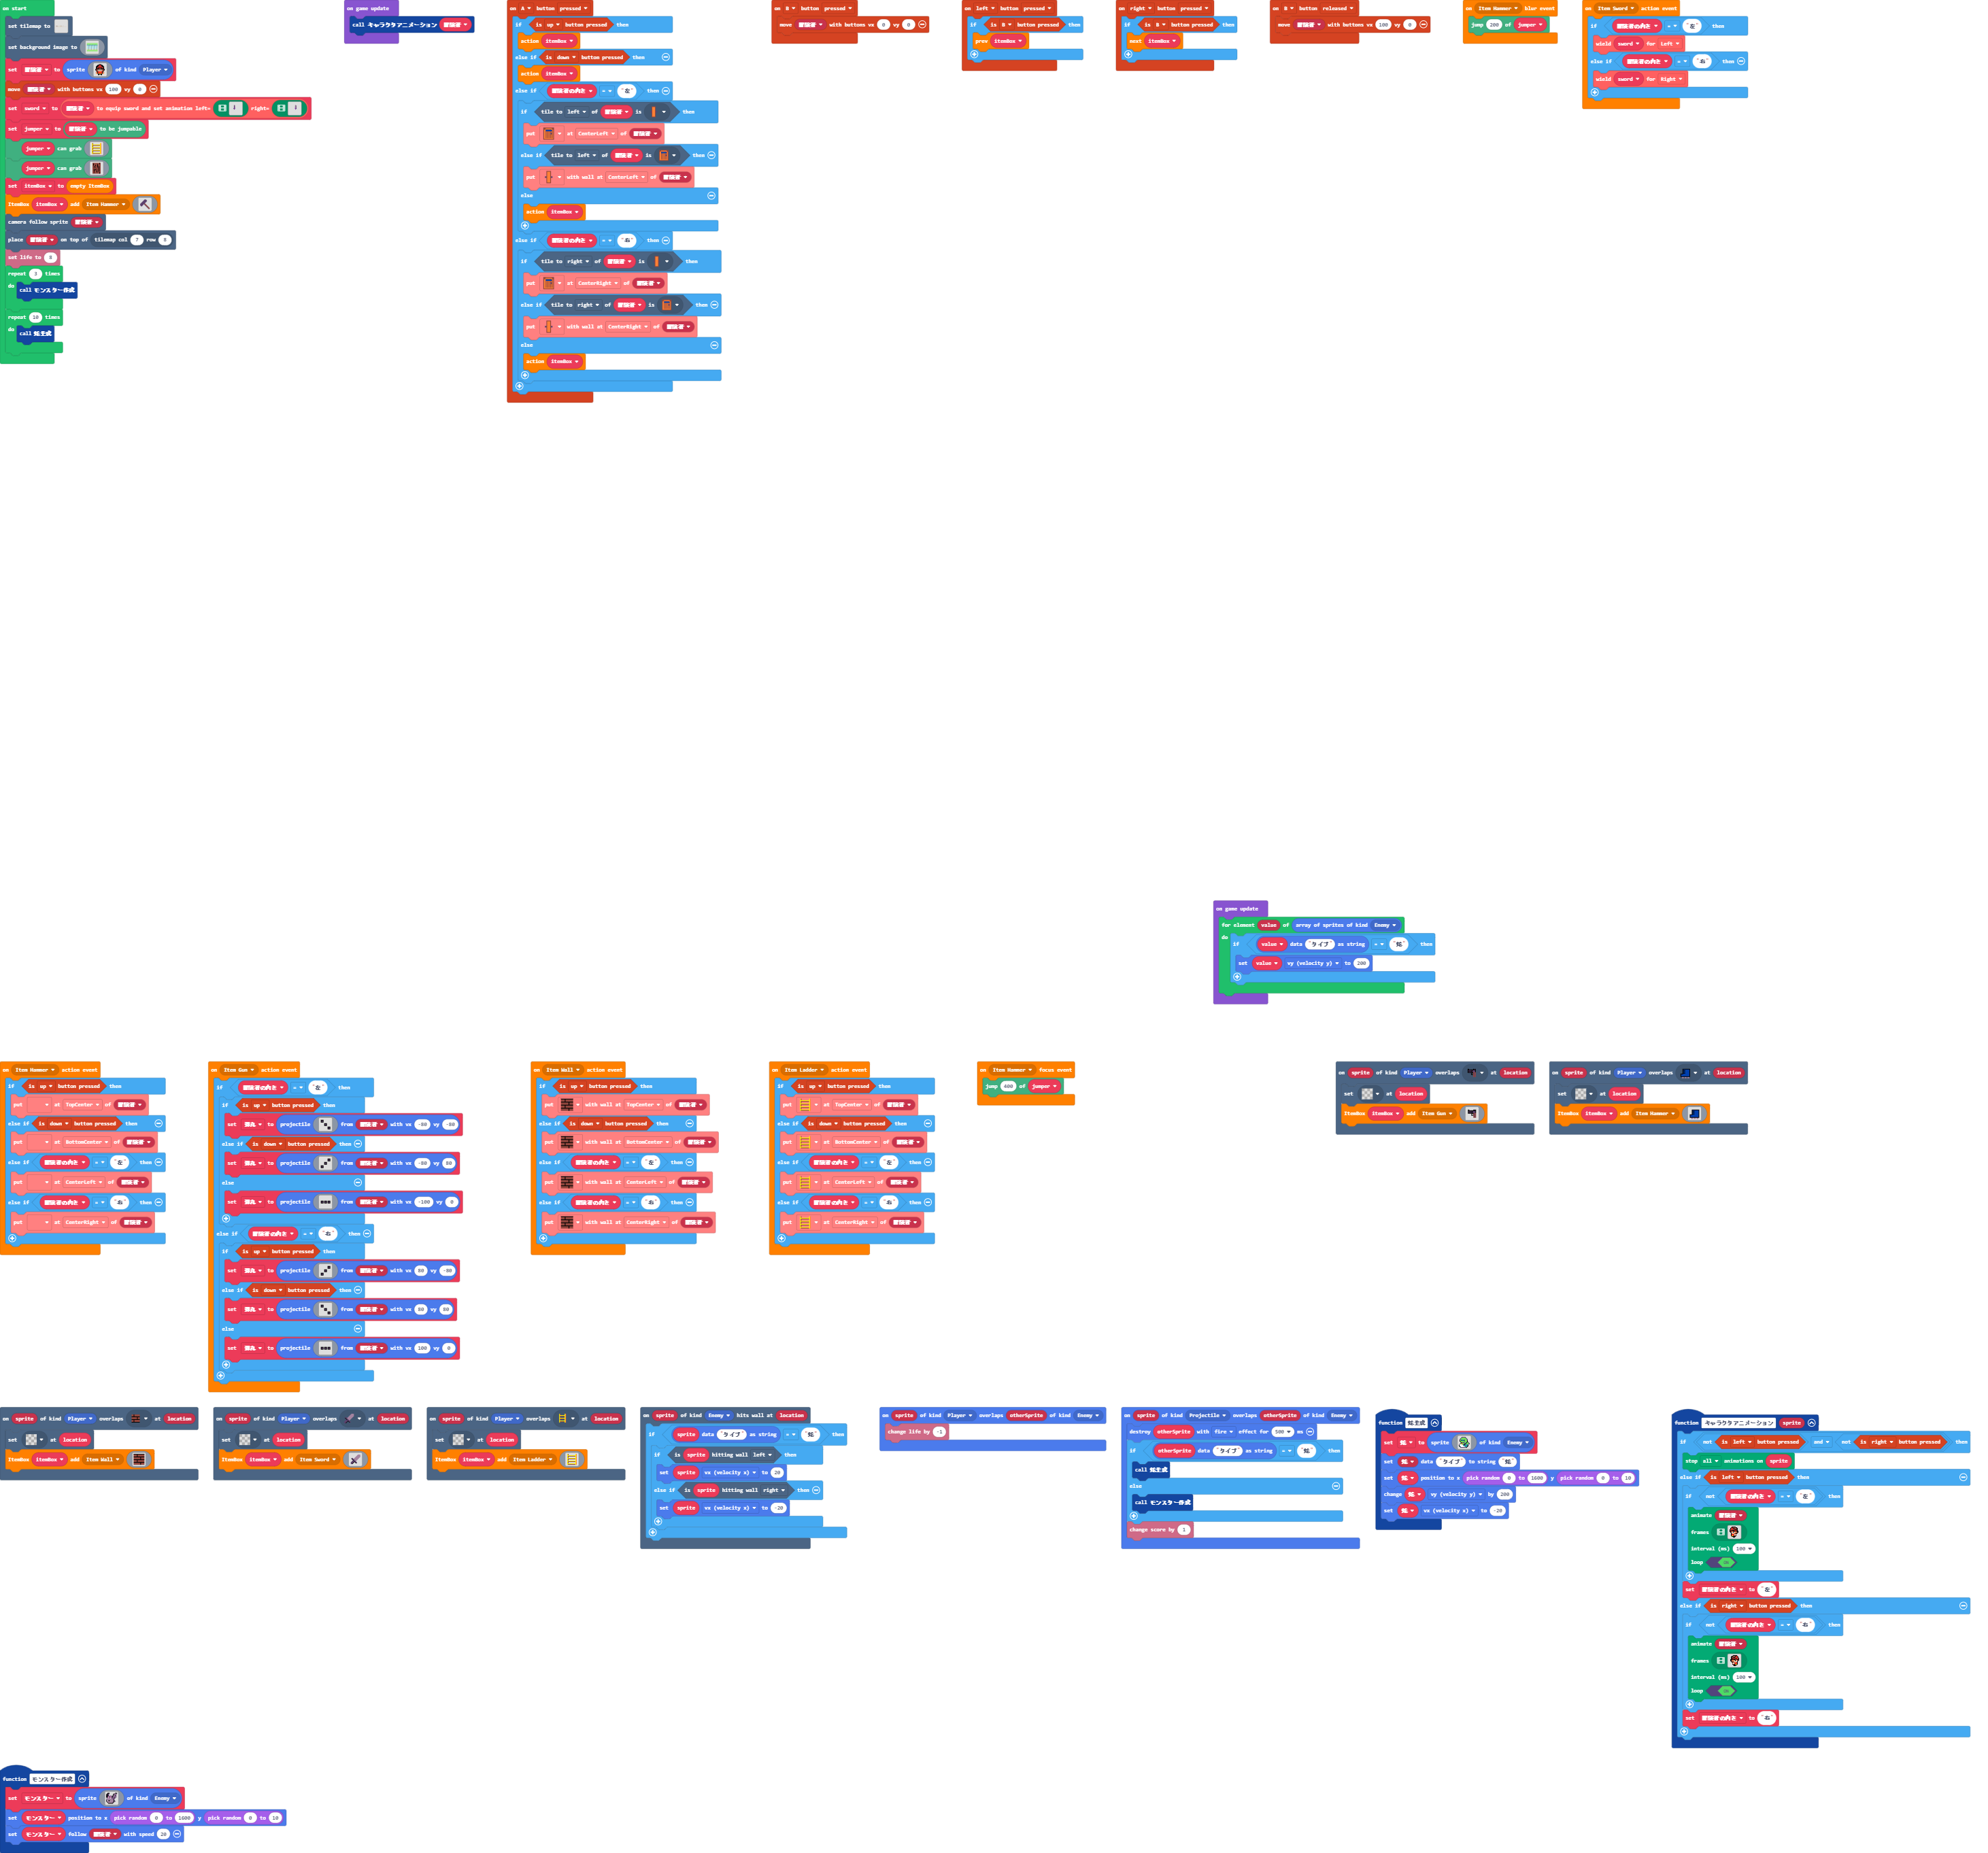 on start
set tilemap to
set background image to
set 冒険者 to sprite of kind Player
move 冒険者 with buttons vx 100 vy 0
set sword to 冒険者 to equip sword and set animation left= right=
set jumper to 冒険者 to be jumpable
jumper can grab
jumper can grab
set itemBox to empty ItemBox
ItemBox itemBox add Item Hammer
camera follow sprite 冒険者
place 冒険者 on top of tilemap col 7 row 8
set life to 8
repeat 3 times
do call モンスター作成
repeat 10 times
do
on game update
call キャラクタアニメーション 冒険者
on A button pressed
if is up button pressed then
action itemBox
else if is down button pressed then
action itemBox
else if 冒険者の向き = "左" then
if tile to left of 冒険者 is then
put at CenterLeft of 冒険者
else if tile to left of 冒険者 is then
put with wall at CenterLeft of 冒険者
else
action itemBox
else if 冒険者の向き = "右" then
if tile to right of 冒険者 is then
put at CenterRight of 冒険者
else if tile to right of 冒険者 is then
put with wall at CenterRight of 冒険者
else
action itemBox
on B button pressed
move 冒険者 with buttons vx 0 vy 0
on left button pressed
if is B button pressed then
prev itemBox
on right button pressed
if is B button pressed then
next itemBox
on B button released
move 冒険者 with buttons vx 100 vy 0
on Item Hammer blur event
jump 200 of jumper
on Item Sword action event
if 冒険者の向き = "左" then
wield sword for Left
else if 冒険者の向き = "右" then
wield sword for Right
on game update
for element value of array of sprites of kind Enemy
do if value data "タイプ" as string = then
set value vy (velocity y) to 200
on Item Hammer action event
if is up button pressed then
put at TopCenter of 冒険者
else if is down button pressed then
put at BottomCenter of 冒険者
else if 冒険者の向き = "左" then
put at CenterLeft of 冒険者
else if 冒険者の向き = "右" then
put at CenterRight of 冒険者
on Item Gun action event
if 冒険者の向き = "左" then
if is up button pressed then
set 弾丸 to projectile from 冒険者 with vx -80 vy -80
else if is down button pressed then
set 弾丸 to projectile from 冒険者 with vx -80 vy 80
else
set 弾丸 to projectile from 冒険者 with vx -100 vy 0
else if 冒険者の向き = "右" then
if is up button pressed then
set 弾丸 to projectile from 冒険者 with vx 80 vy -80
else if is down button pressed then
set 弾丸 to projectile from 冒険者 with vx 80 vy 80
else
set 弾丸 to projectile from 冒険者 with vx 100 vy 0
on Item Wall action event
if is up button pressed then
put with wall at TopCenter of 冒険者
else if is down button pressed then
put with wall at BottomCenter of 冒険者
else if 冒険者の向き = "左" then
put with wall at CenterLeft of 冒険者
else if 冒険者の向き = "右" then
put with wall at CenterRight of 冒険者
on Item Ladder action event
if is up button pressed then
put at TopCenter of 冒険者
else if is down button pressed then
put at BottomCenter of 冒険者
else if 冒険者の向き = "左" then
put at CenterLeft of 冒険者
else if 冒険者の向き = "右" then
put at CenterRight of 冒険者
on Item Hammer focus event
jump 400 of jumper
on sprite of kind Player overlaps at location
set at location
ItemBox itemBox add Item Gun
on sprite of kind Player overlaps at location
set at location
ItemBox itemBox add Item Hammer
on sprite of kind Player overlaps at location
set at location
ItemBox itemBox add Item Wall
on sprite of kind Player overlaps at location
set at location
ItemBox itemBox add Item Sword
on sprite of kind Player overlaps at location
set at location
ItemBox itemBox add Item Ladder
on sprite of kind Enemy hits wall at location
if sprite data "タイプ" as string = then
if is sprite hitting wall left then
set sprite vx (velocity x) to 20
else if is sprite hitting wall right then
set sprite vx (velocity x) to -20
on sprite of kind Player overlaps otherSprite of kind Enemy
change life by -1
on sprite of kind Projectile overlaps otherSprite of kind Enemy
destroy otherSprite with fire effect for 500 ms
if otherSprite data "タイプ" as string = then
else
call モンスター作成
change score by 1
function
set to sprite of kind Enemy
set data "タイプ" to string
set position to x pick random 0 to 1600 y pick random 0 to 10
change vy (velocity y) by 200
set vx (velocity x) to -20
function キャラクタアニメーション sprite
if not is left button pressed and not is right button pressed then
stop all animations on sprite
else if is left button pressed then
if not 冒険者の向き = "左" then
animate 冒険者
frames
interval (ms) 100
loop
set 冒険者の向き to "左"
else if is right button pressed then
if not 冒険者の向き = "右" then
animate 冒険者
frames
interval (ms) 100
loop
set 冒険者の向き to "右"
function モンスター作成
set モンスター to sprite of kind Enemy
set モンスター position to x pick random 0 to 1600 y pick random 0 to 10
set モンスター follow 冒険者 with speed 20